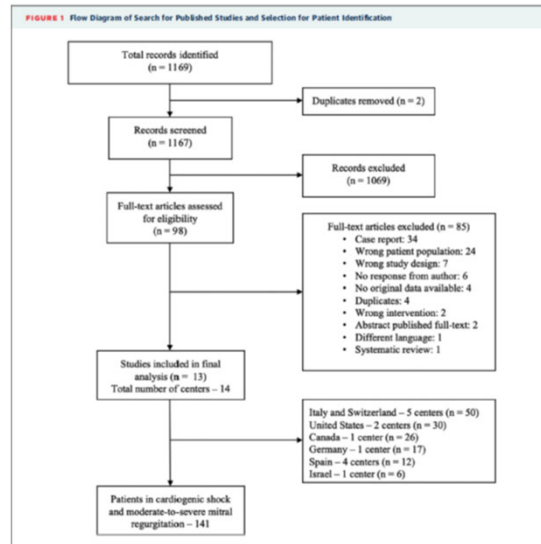 FIGURE 1 Flow Diagram of Search for Published Studies and Selection for Patient Identification
Total records identified
(n = 1169)
Duplicates removed (n = 2)
Records screened
(n = 1167)
Records excluded
(n = 1069)
Full-text articles assessed
for eligibility
(n = 98)
Full-text articles excluded (n = 85)
• Case report: 34
• Wrong patient population: 24
• Wrong study design: 7
• No response from author: 6
• No original data available: 4
• Duplicates: 4
• Wrong intervention: 2
• Abstract published full-text: 2
• Different language: 1
• Systematic review: 1
Studies included in final
analysis (n = 13)
Total number of centers – 14
Italy and Switzerland – 5 centers (n = 50)
United States – 2 centers (n = 30)
Canada – 1 center (n = 26)
Germany – 1 center (n = 17)
Spain – 4 centers (n = 12)
Israel – 1 center (n = 6)
Patients in cardiogenic shock
and moderate-to-severe mitral
regurgitation – 141